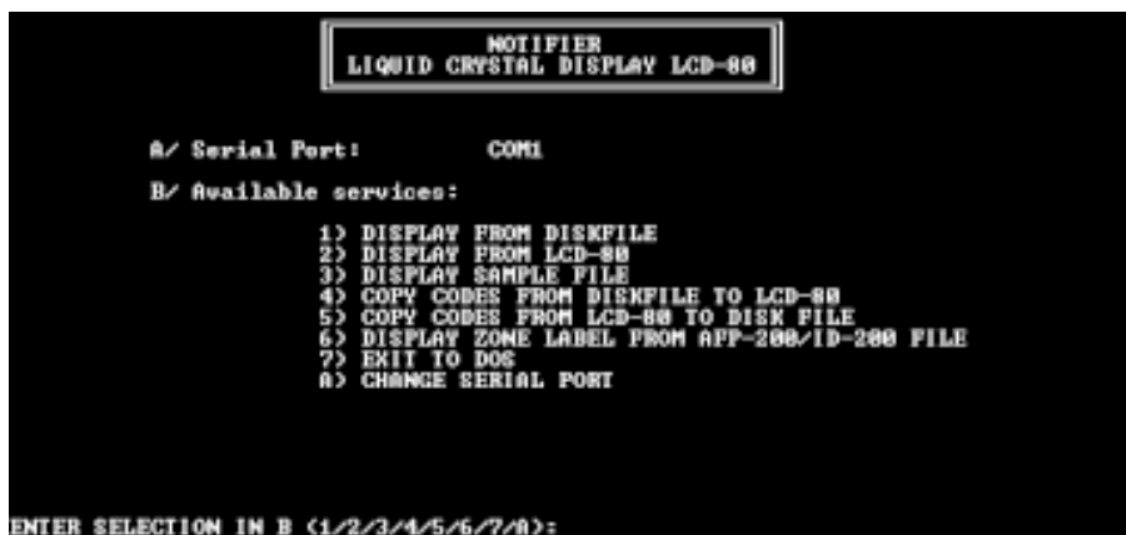 NOTIFIER
LIQUID CRYSTAL DISPLAY LCD-80
A/ Serial Port: COM1
B/ Available services:
1) DISPLAY FROM DISKFILE
2) DISPLAY FROM LCD-80
3) DISPLAY SAMPLE FILE
4) COPY CODES FROM DISKFILE TO LCD-80
5) COPY CODES FROM LCD-80 TO DISK FILE
6) DISPLAY ZONE LABEL FROM AFP-200/ID-200 FILE
7) EXIT TO DOS
A) CHANGE SERIAL PORT
ENTER SELECTION IN B (1/2/3/4/5/6/7/A):